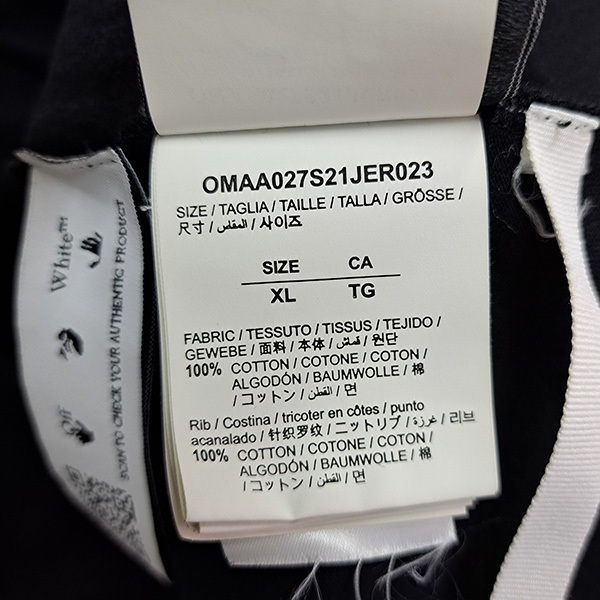 OMAA027S21JER023
SIZE / TAGLIA / TAILLE / TALLA / GRÖSSE /
尺寸 / المقاس / 사이즈
SIZE CA
XL TG
FABRIC / TESSUTO / TISSUS / TEJIDO /
GEWEBE / 面料 / 本体 / قماش / 원단
100% COTTON / COTONE / COTON /
ALGODÓN / BAUMWOLLE / 棉
/ コットン / القطن / 면
Rib / Costina / tricoter en côtes / punto
acanalado / 针织罗纹 / ニットリブ / غرزة / 리브
100% COTTON / COTONE / COTON /
ALGODÓN / BAUMWOLLE / 棉
/ コットン / القطن / 면
Off White™
SCAN TO CHECK YOUR AUTHENTIC PRODUCT